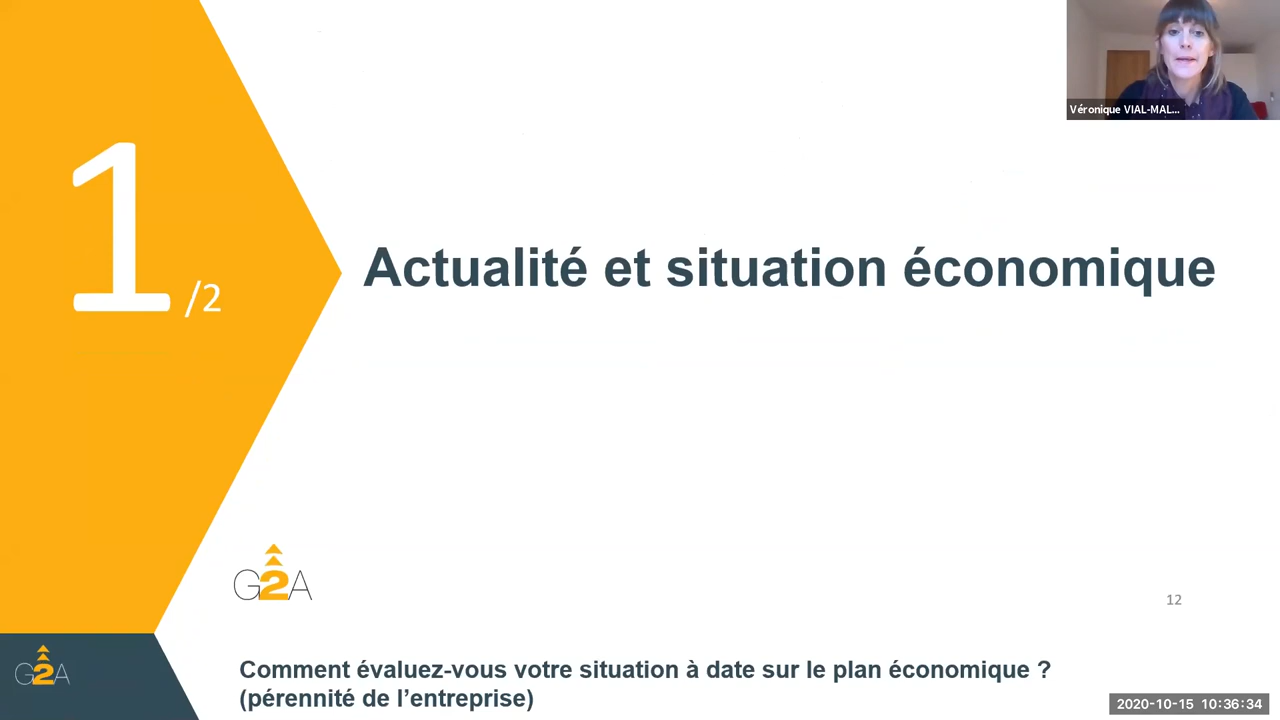 Véronique VIAL-MAL...
1/2
Actualité et situation économique
G2A
12
G2A
Comment évaluez-vous votre situation à date sur le plan économique ?
(pérennité de l’entreprise)
2020-10-15 10:36:34